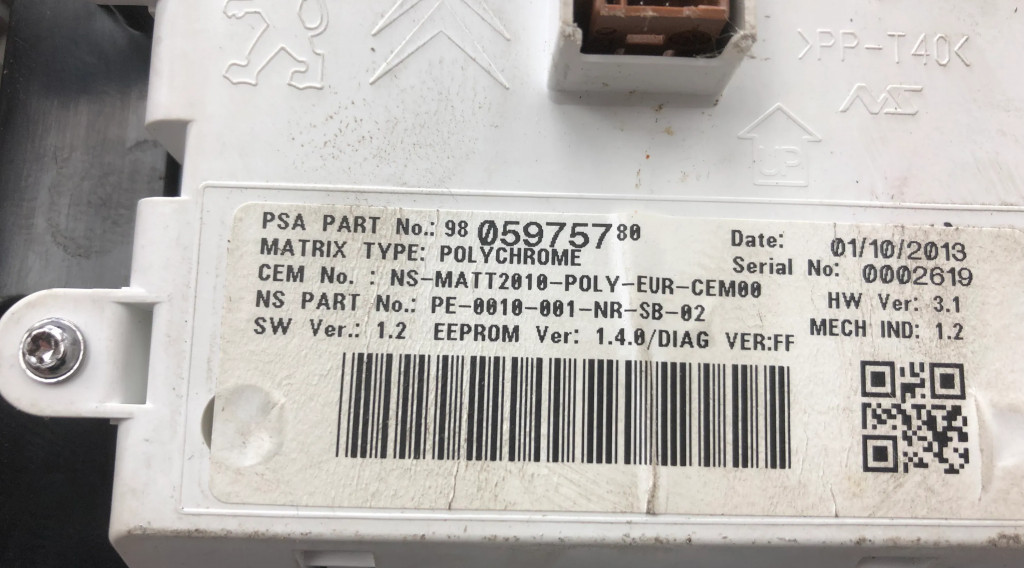 >PP-T40<
NS
UP
PSA PART No.: 98 05975780
MATRIX TYPE: POLYCHROME
CEM No. : NS-MATT2010-POLY-EUR-CEM00
NS PART No.: PE-0010-001-NR-SB-02
SW Ver.: 1.2 EEPROM Ver: 1.4.0/DIAG VER:FF
Date: 01/10/2013
Serial No: 0002619
HW Ver: 3.1
MECH IND: 1.2